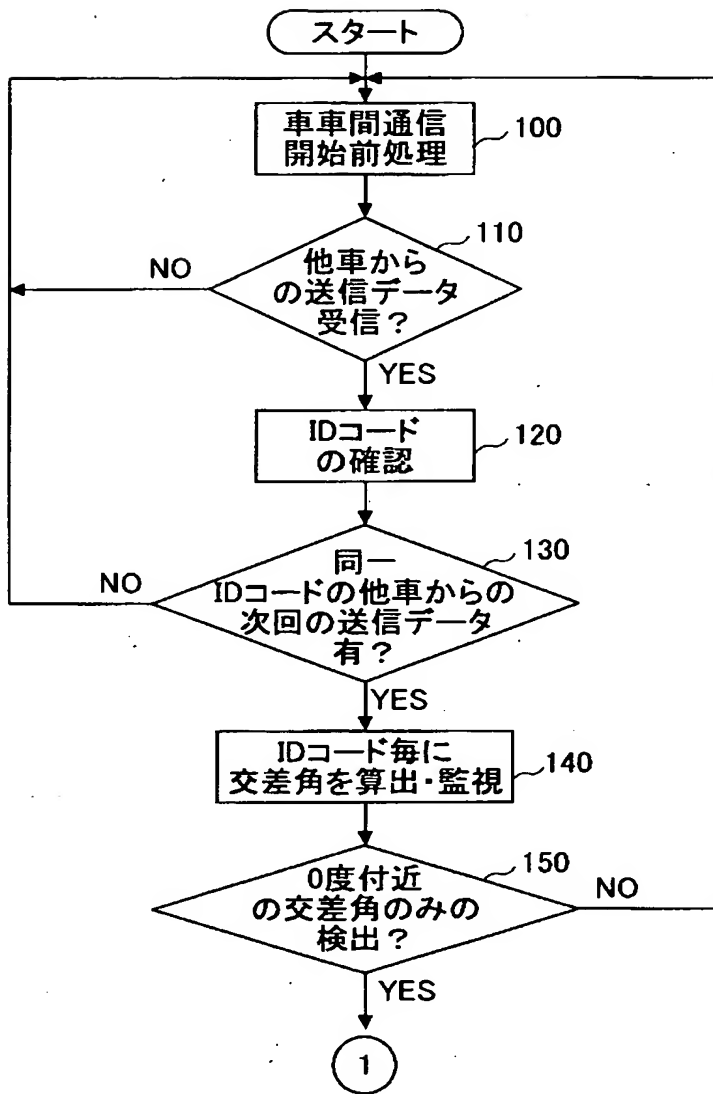 スタート
車車間通信
開始前処理
100
110
他車から
の送信データ
受信？
NO
YES
IDコード
の確認
120
130
同一
IDコードの他車からの
次回の送信データ
有？
NO
YES
IDコード毎に
交差角を算出・監視
140
150
0度付近
の交差角のみの
検出？
NO
YES
1